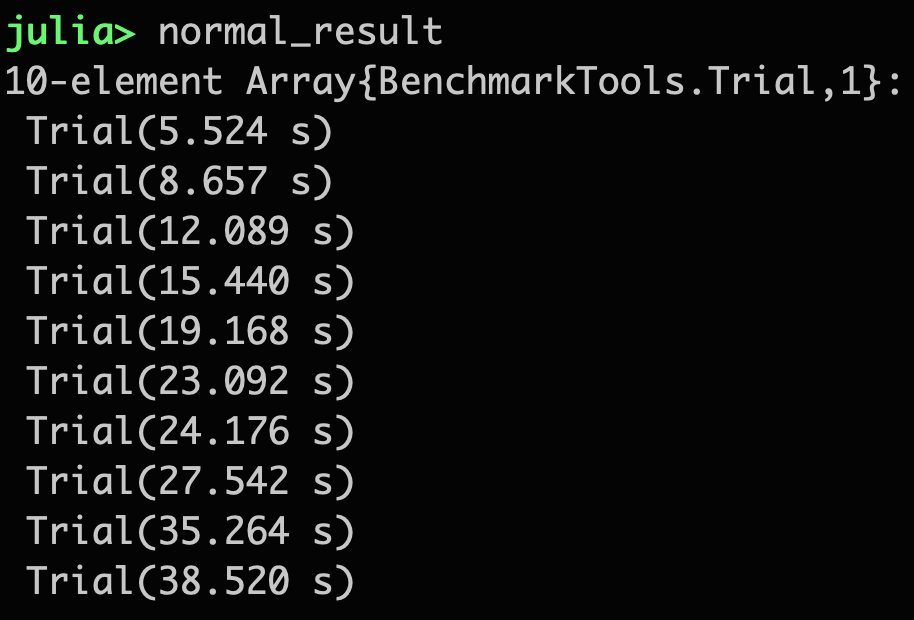 julia> normal_result
10-element Array{BenchmarkTools.Trial,1}:
 Trial(5.524 s)
 Trial(8.657 s)
 Trial(12.089 s)
 Trial(15.440 s)
 Trial(19.168 s)
 Trial(23.092 s)
 Trial(24.176 s)
 Trial(27.542 s)
 Trial(35.264 s)
 Trial(38.520 s)